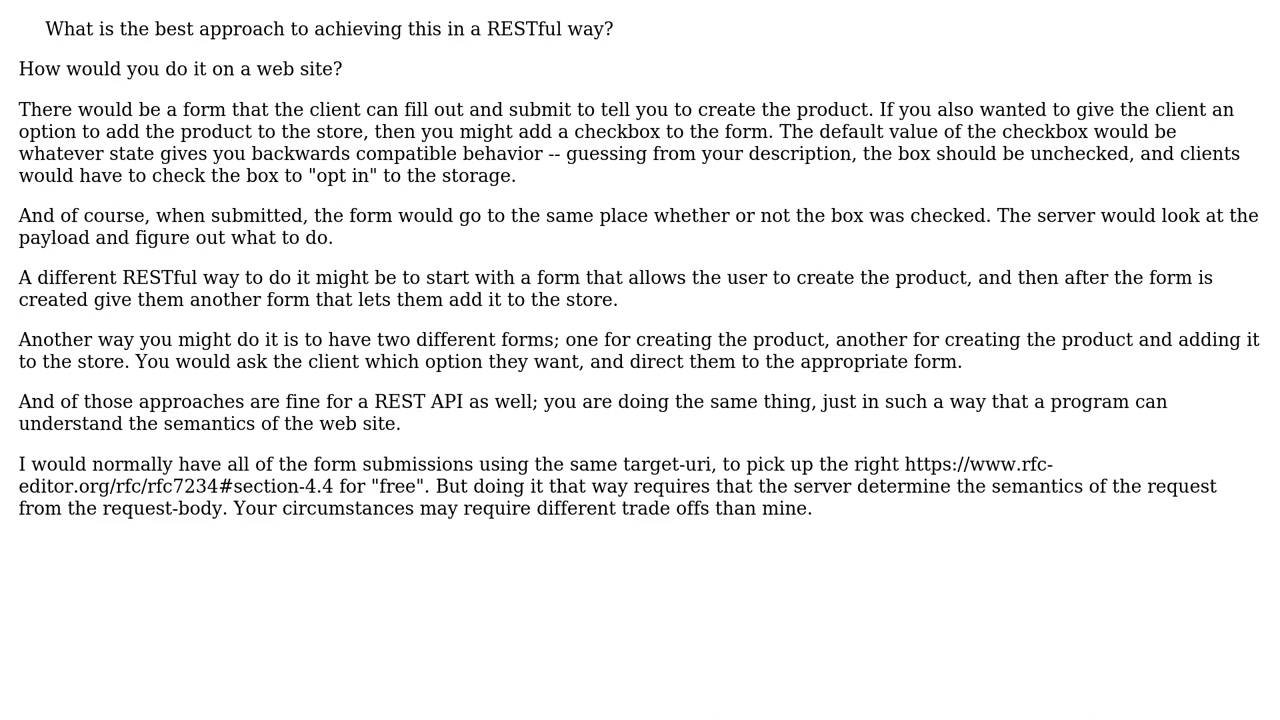 What is the best approach to achieving this in a RESTful way?
How would you do it on a web site?
There would be a form that the client can fill out and submit to tell you to create the product. If you also wanted to give the client an
option to add the product to the store, then you might add a checkbox to the form. The default value of the checkbox would be
whatever state gives you backwards compatible behavior -- guessing from your description, the box should be unchecked, and clients
would have to check the box to "opt in" to the storage.
And of course, when submitted, the form would go to the same place whether or not the box was checked. The server would look at the
payload and figure out what to do.
A different RESTful way to do it might be to start with a form that allows the user to create the product, and then after the form is
created give them another form that lets them add it to the store.
Another way you might do it is to have two different forms; one for creating the product, another for creating the product and adding it
to the store. You would ask the client which option they want, and direct them to the appropriate form.
And of those approaches are fine for a REST API as well; you are doing the same thing, just in such a way that a program can
understand the semantics of the web site.
I would normally have all of the form submissions using the same target-uri, to pick up the right https://www.rfc-
editor.org/rfc/rfc7234#section-4.4 for "free". But doing it that way requires that the server determine the semantics of the request
from the request-body. Your circumstances may require different trade offs than mine.